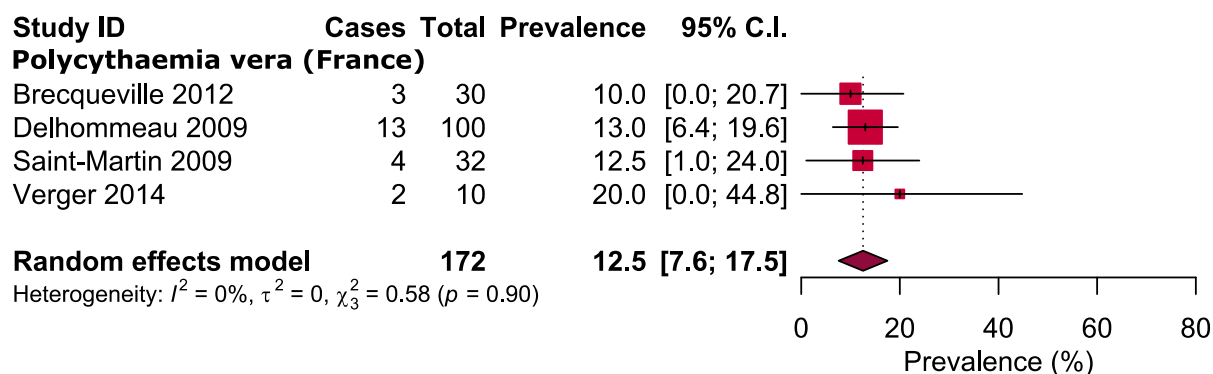 Study ID Cases Total Prevalence 95% C.I.
Polycythaemia vera (France)
Brecqueville 2012 3 30 10.0 [0.0; 20.7]
Delhommeau 2009 13 100 13.0 [6.4; 19.6]
Saint-Martin 2009 4 32 12.5 [1.0; 24.0]
Verger 2014 2 10 20.0 [0.0; 44.8]
Random effects model 172 12.5 [7.6; 17.5]
Heterogeneity: I² = 0%, τ² = 0, χ²₃ = 0.58 (p = 0.90)
0 20 40 60 80
Prevalence (%)